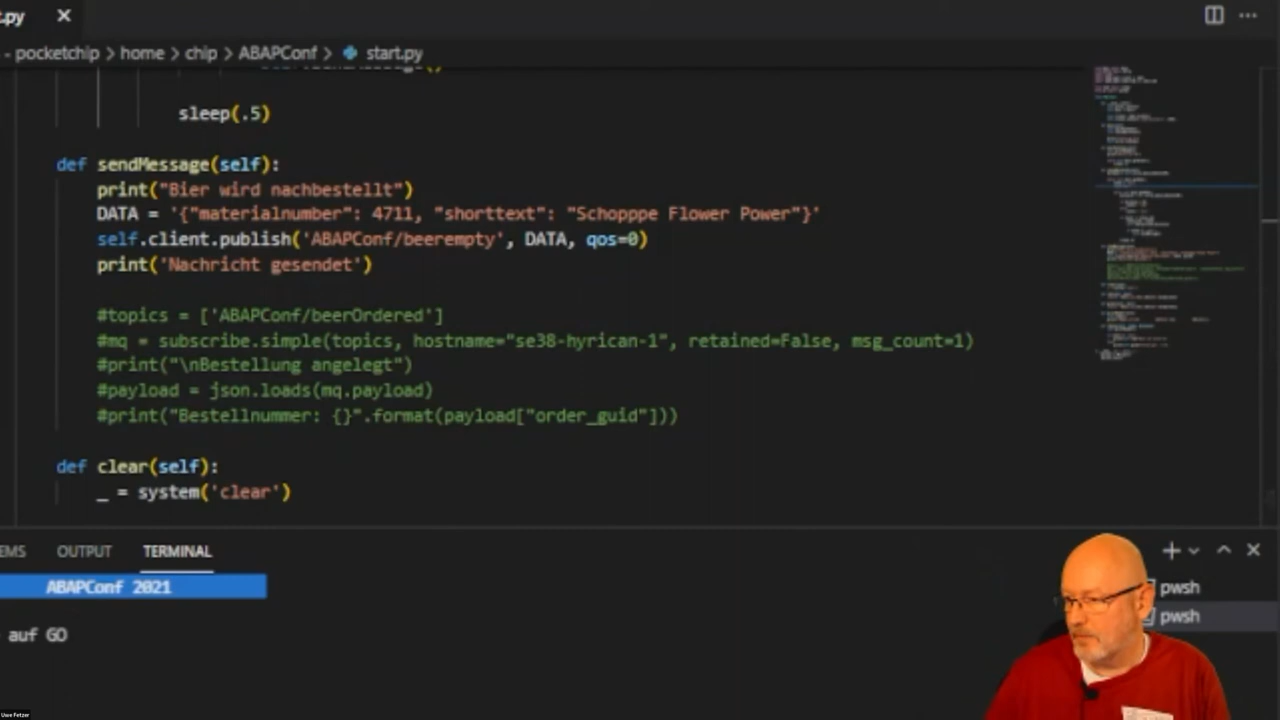 .py
- pocketchip > home > chip > ABAPConf > start.py
sleep(.5)
def sendMessage(self):
print("Bier wird nachbestellt")
DATA = '{"materialnumber": 4711, "shorttext": "Schopppe Flower Power"}'
self.client.publish('ABAPConf/beerempty', DATA, qos=0)
print('Nachricht gesendet')
#topics = ['ABAPConf/beerOrdered']
#mq = subscribe.simple(topics, hostname="se38-hyrican-1", retained=False, msg_count=1)
#print("\nBestellung angelegt")
#payload = json.loads(mq.payload)
#print("Bestellnummer: {}".format(payload["order_guid"]))
def clear(self):
_ = system('clear')
EMS OUTPUT TERMINAL
ABAPConf 2021
pwsh
auf GO
pwsh
Uwe Fetzer